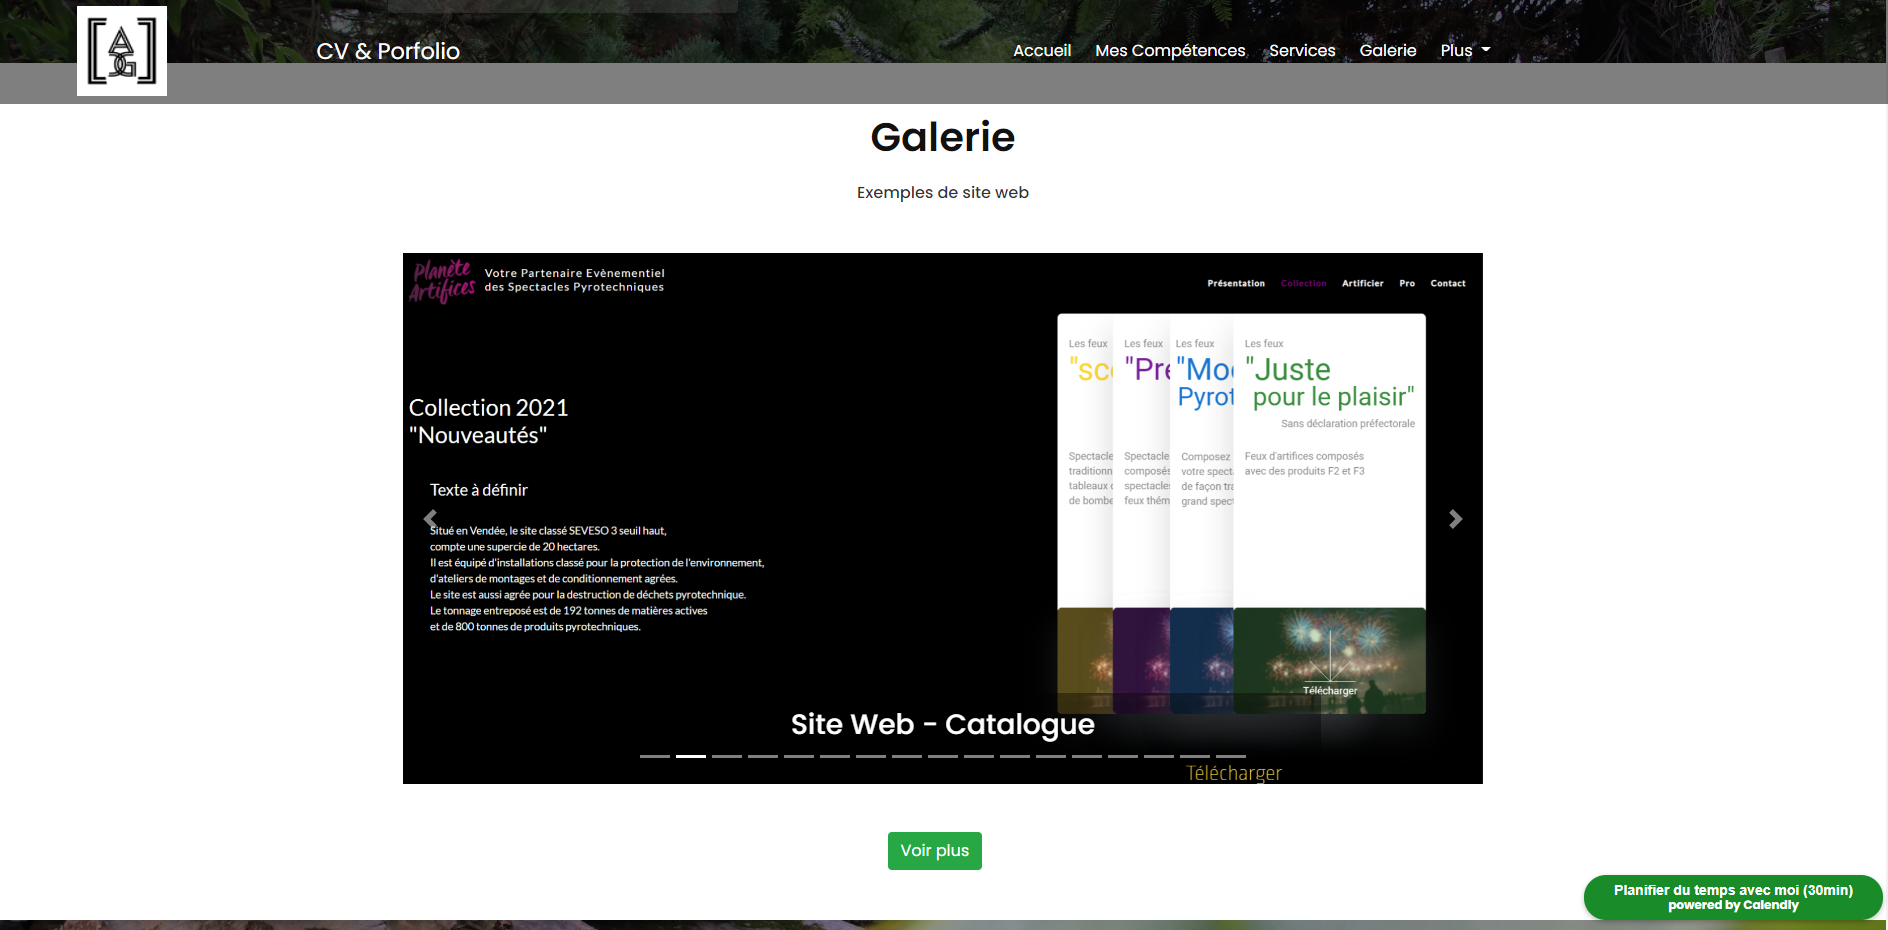 AG
CV & Porfolio
Accueil
Mes Compétences
Services
Galerie
Plus
Galerie
Exemples de site web
Planète
Artifices
Votre Partenaire Evènementiel
des Spectacles Pyrotechniques
Présentation
Collection
Artificier
Pro
Contact
Collection 2021
"Nouveautés"
Texte à définir
Situé en Vendée, le site classé SEVESO 3 seuil haut,
compte une supercie de 20 hectares.
Il est équipé d'installations classé pour la protection de l'environnement,
d'ateliers de montages et de conditionnement agrées.
Le site est aussi agrée pour la destruction de déchets pyrotechnique.
Le tonnage entreposé est de 192 tonnes de matières actives
et de 800 tonnes de produits pyrotechniques.
Les feux
"sc
Spectacle
traditionn
tableaux
de bombe
Les feux
"Pre
Spectacle
composés
spectacles
feux thém
Les feux
"Mo
Pyrot
Composez
votre spect
de façon tra
grand spec
Les feux
"Juste
pour le plaisir"
Sans déclaration préfectorale
Feux d'artifices composés
avec des produits F2 et F3
Télécharger
Site Web - Catalogue
Télécharger
Voir plus
Planifier du temps avec moi (30min)
powered by Calendly